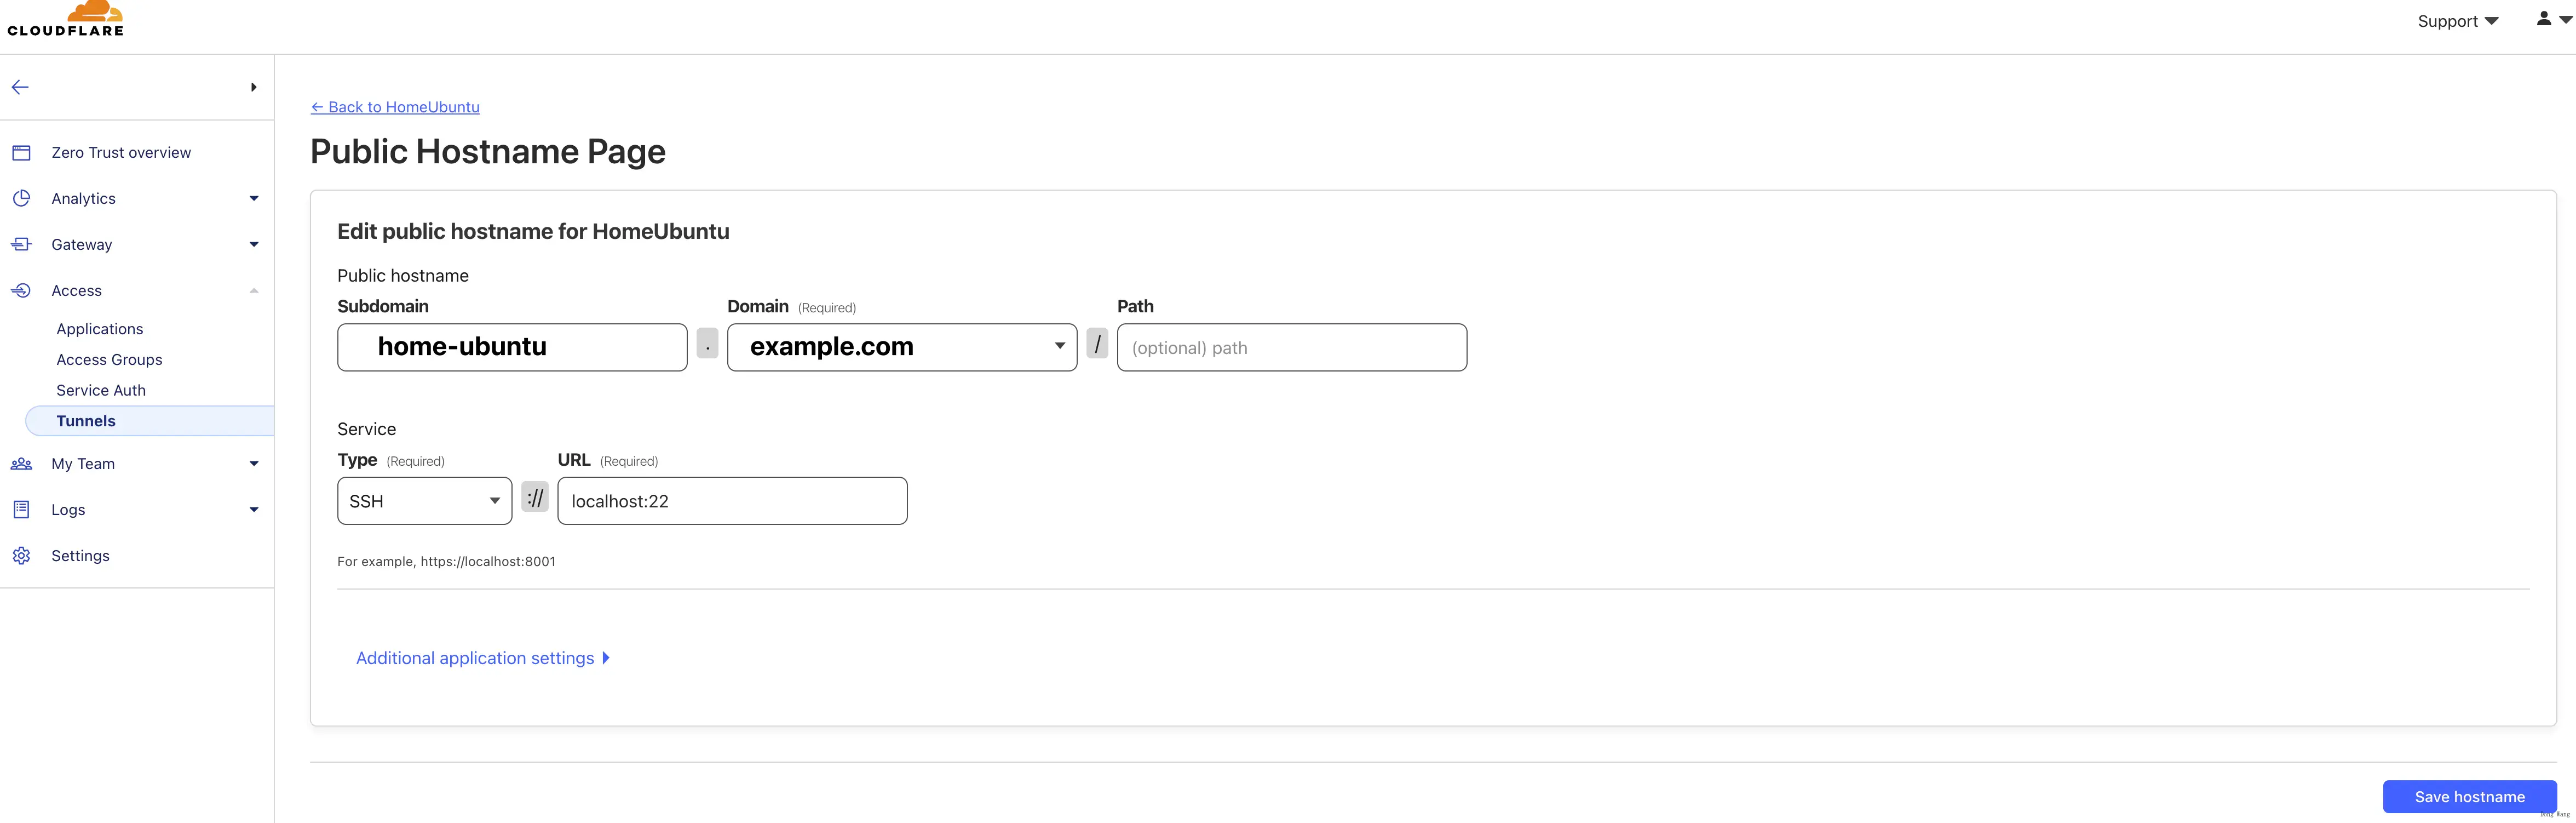 CLOUDFLARE
Support
← Back to HomeUbuntu
Public Hostname Page
Zero Trust overview
Analytics
Gateway
Access
Applications
Access Groups
Service Auth
Tunnels
My Team
Logs
Settings
Edit public hostname for HomeUbuntu
Public hostname
Subdomain Domain (Required) Path
home-ubuntu . example.com / (optional) path
Service
Type (Required) URL (Required)
SSH :// localhost:22
For example, https://localhost:8001
Additional application settings
Save hostname
Dong Wang